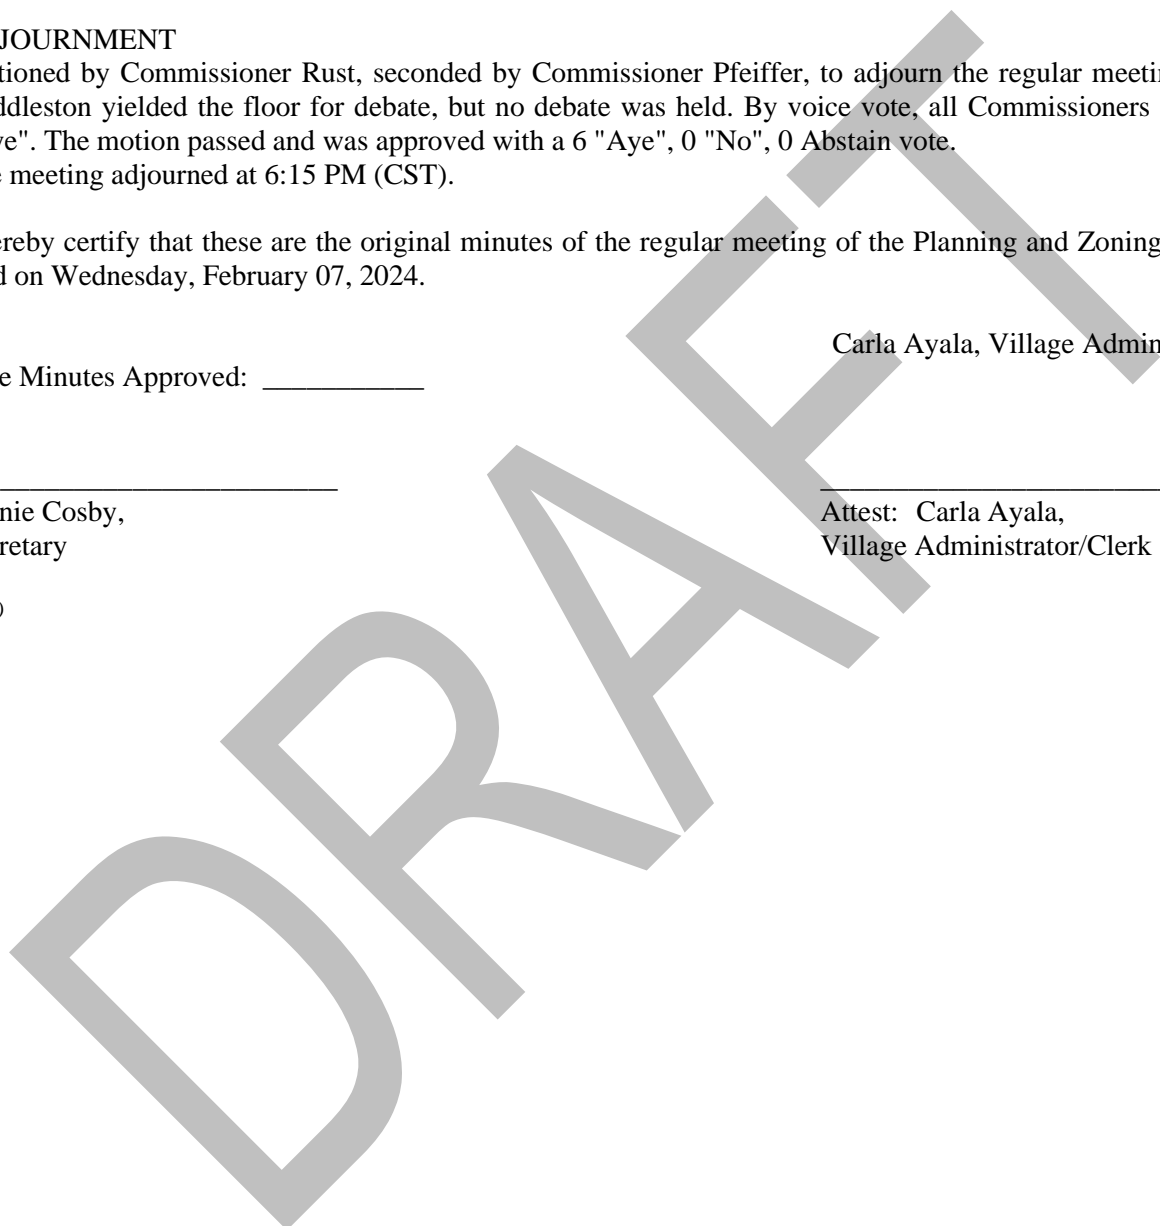 JOURNMENT
tioned by Commissioner Rust, seconded by Commissioner Pfeiffer, to adjourn the regular meetin
ddleston yielded the floor for debate, but no debate was held. By voice vote, all Commissioners
ye". The motion passed and was approved with a 6 "Aye", 0 "No", 0 Abstain vote.
e meeting adjourned at 6:15 PM (CST).
ereby certify that these are the original minutes of the regular meeting of the Planning and Zoning
d on Wednesday, February 07, 2024.
Carla Ayala, Village Admin
e Minutes Approved: ___________
_______________________ ________________________
nie Cosby, Attest: Carla Ayala,
retary Village Administrator/Clerk
)
DRAFT